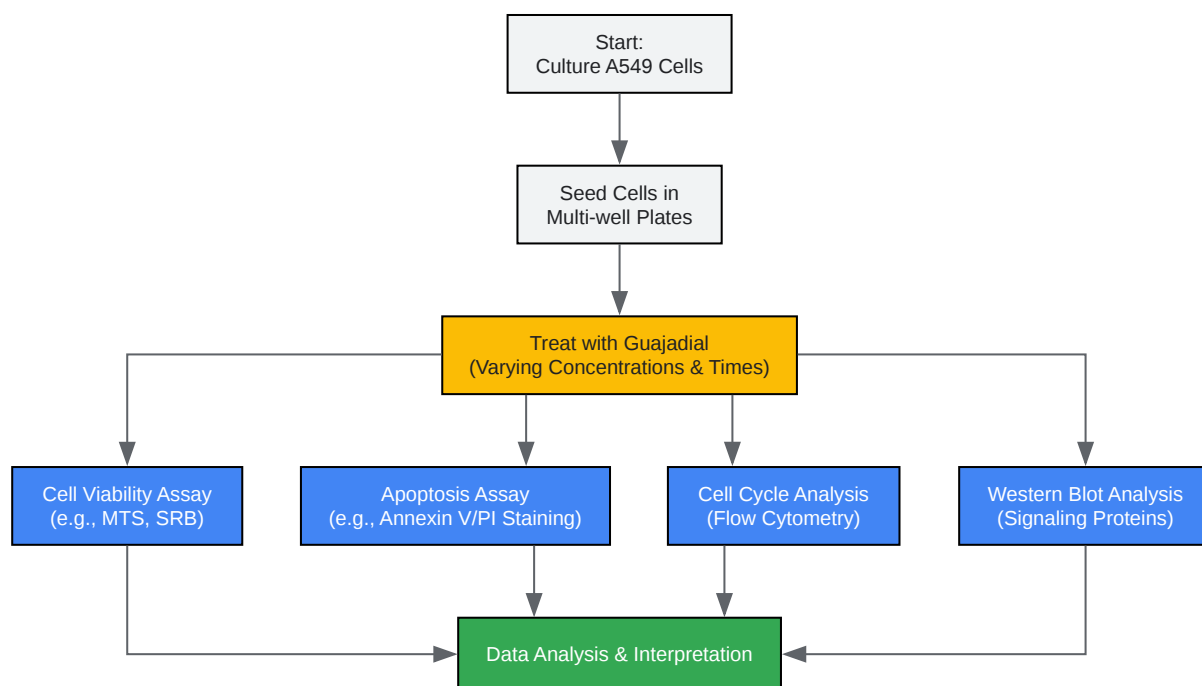 Start:
Culture A549 Cells
Seed Cells in
Multi-well Plates
Treat with Guajadial
(Varying Concentrations & Times)
Cell Viability Assay
(e.g., MTS, SRB)
Apoptosis Assay
(e.g., Annexin V/PI Staining)
Cell Cycle Analysis
(Flow Cytometry)
Western Blot Analysis
(Signaling Proteins)
Data Analysis & Interpretation